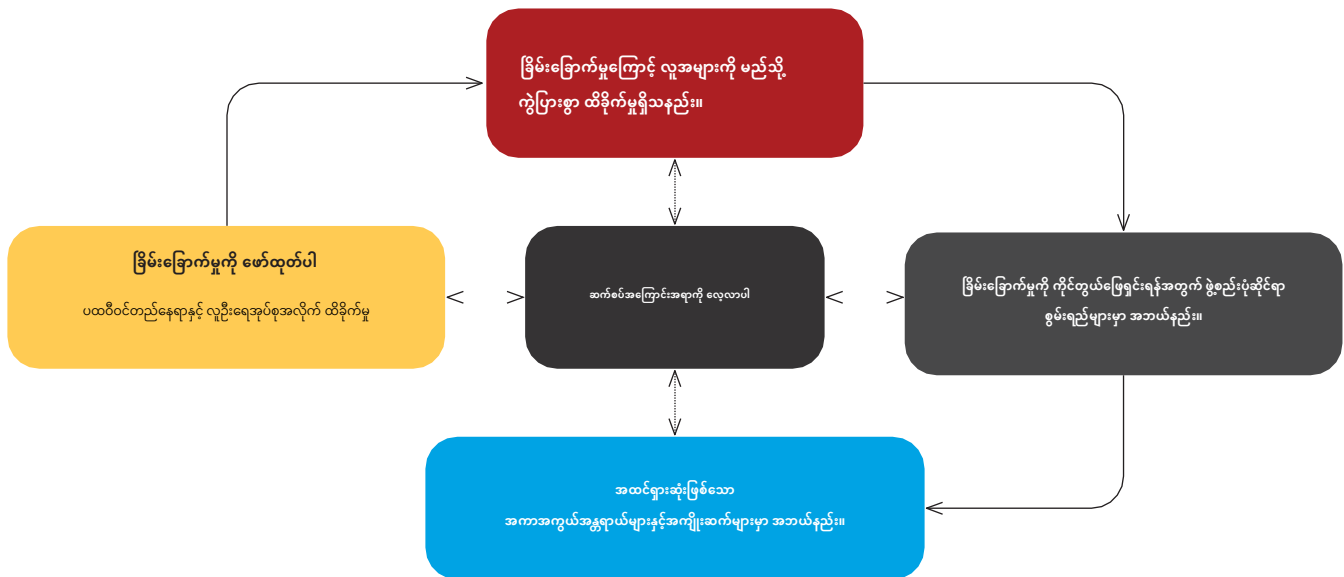 ခြိမ်းခြောက်မှုကြောင့် လူအများကို မည်သို့
ကွဲပြားစွာ ထိခိုက်မှုရှိသနည်း။
ခြိမ်းခြောက်မှုကို ဖော်ထုတ်ပါ
ပထဝီဝင်တည်နေရာနှင့် လူဦးရေအုပ်စုအလိုက် ထိခိုက်မှု
ဆက်စပ်အကြောင်းအရာကို လေ့လာပါ
ခြိမ်းခြောက်မှုကို ကိုင်တွယ်ဖြေရှင်းရန်အတွက် ဖွဲ့စည်းပုံဆိုင်ရာ
စွမ်းရည်များမှာ အဘယ်နည်း။
အထင်ရှားဆုံးဖြစ်သော
အကာအကွယ်အန္တရာယ်များနှင့်အကျိုးဆက်များမှာ အဘယ်နည်း။